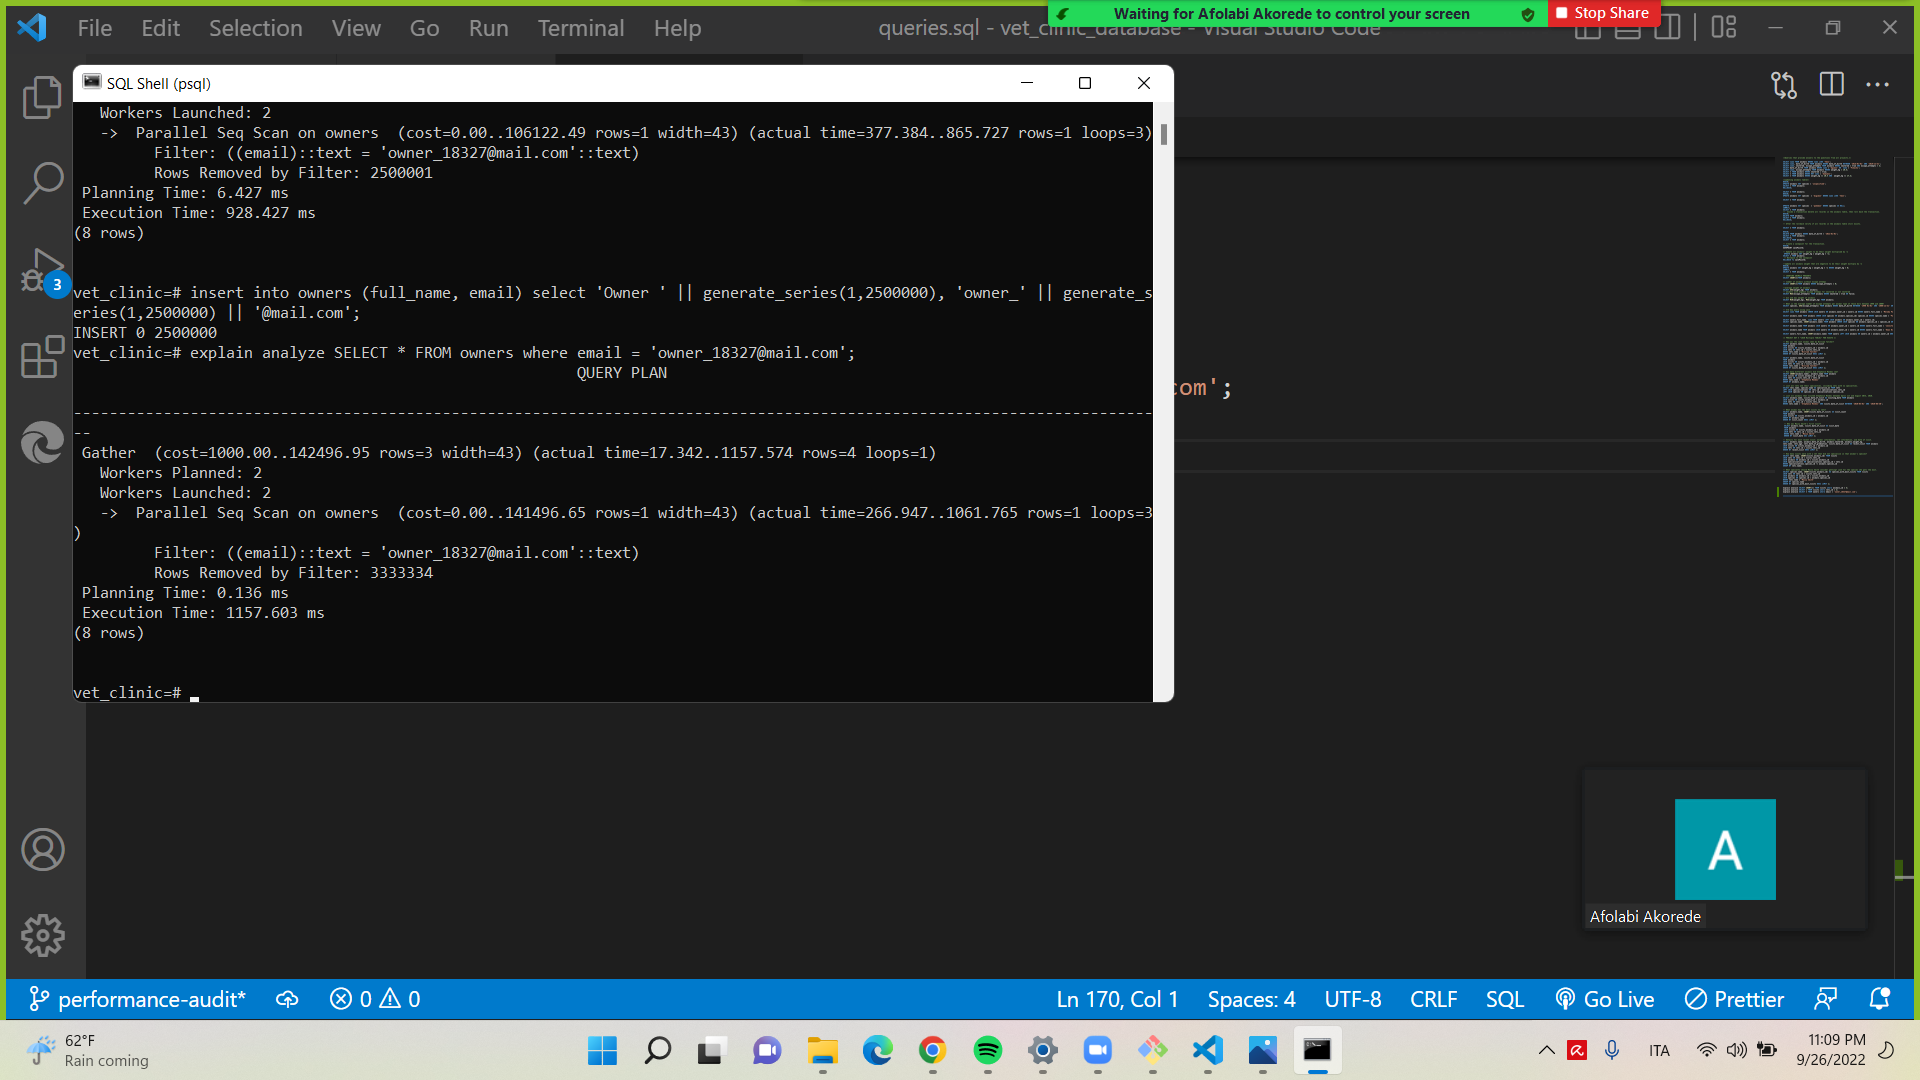 File Edit Selection View Go Run Terminal Help
queries.sql - vet_clinic_database - Visual Studio Code
Waiting for Afolabi Akorede to control your screen
Stop Share
SQL Shell (psql)
Workers Launched: 2
->  Parallel Seq Scan on owners  (cost=0.00..106122.49 rows=1 width=43) (actual time=377.384..865.727 rows=1 loops=3)
Filter: ((email)::text = 'owner_18327@mail.com'::text)
Rows Removed by Filter: 2500001
Planning Time: 6.427 ms
Execution Time: 928.427 ms
(8 rows)
vet_clinic=# insert into owners (full_name, email) select 'Owner ' || generate_series(1,2500000), 'owner_' || generate_s
eries(1,2500000) || '@mail.com';
INSERT 0 2500000
vet_clinic=# explain analyze SELECT * FROM owners where email = 'owner_18327@mail.com';
QUERY PLAN
------------------------------------------------------------------------------------------------------------------------
--
Gather  (cost=1000.00..142496.95 rows=3 width=43) (actual time=17.342..1157.574 rows=4 loops=1)
Workers Planned: 2
Workers Launched: 2
->  Parallel Seq Scan on owners  (cost=0.00..141496.65 rows=1 width=43) (actual time=266.947..1061.765 rows=1 loops=3
)
Filter: ((email)::text = 'owner_18327@mail.com'::text)
Rows Removed by Filter: 3333334
Planning Time: 0.136 ms
Execution Time: 1157.603 ms
(8 rows)
vet_clinic=#
com';
3
A
Afolabi Akorede
performance-audit* 0 0 Ln 170, Col 1 Spaces: 4 UTF-8 CRLF SQL Go Live Prettier
62°F
Rain coming
ITA
11:09 PM
9/26/2022